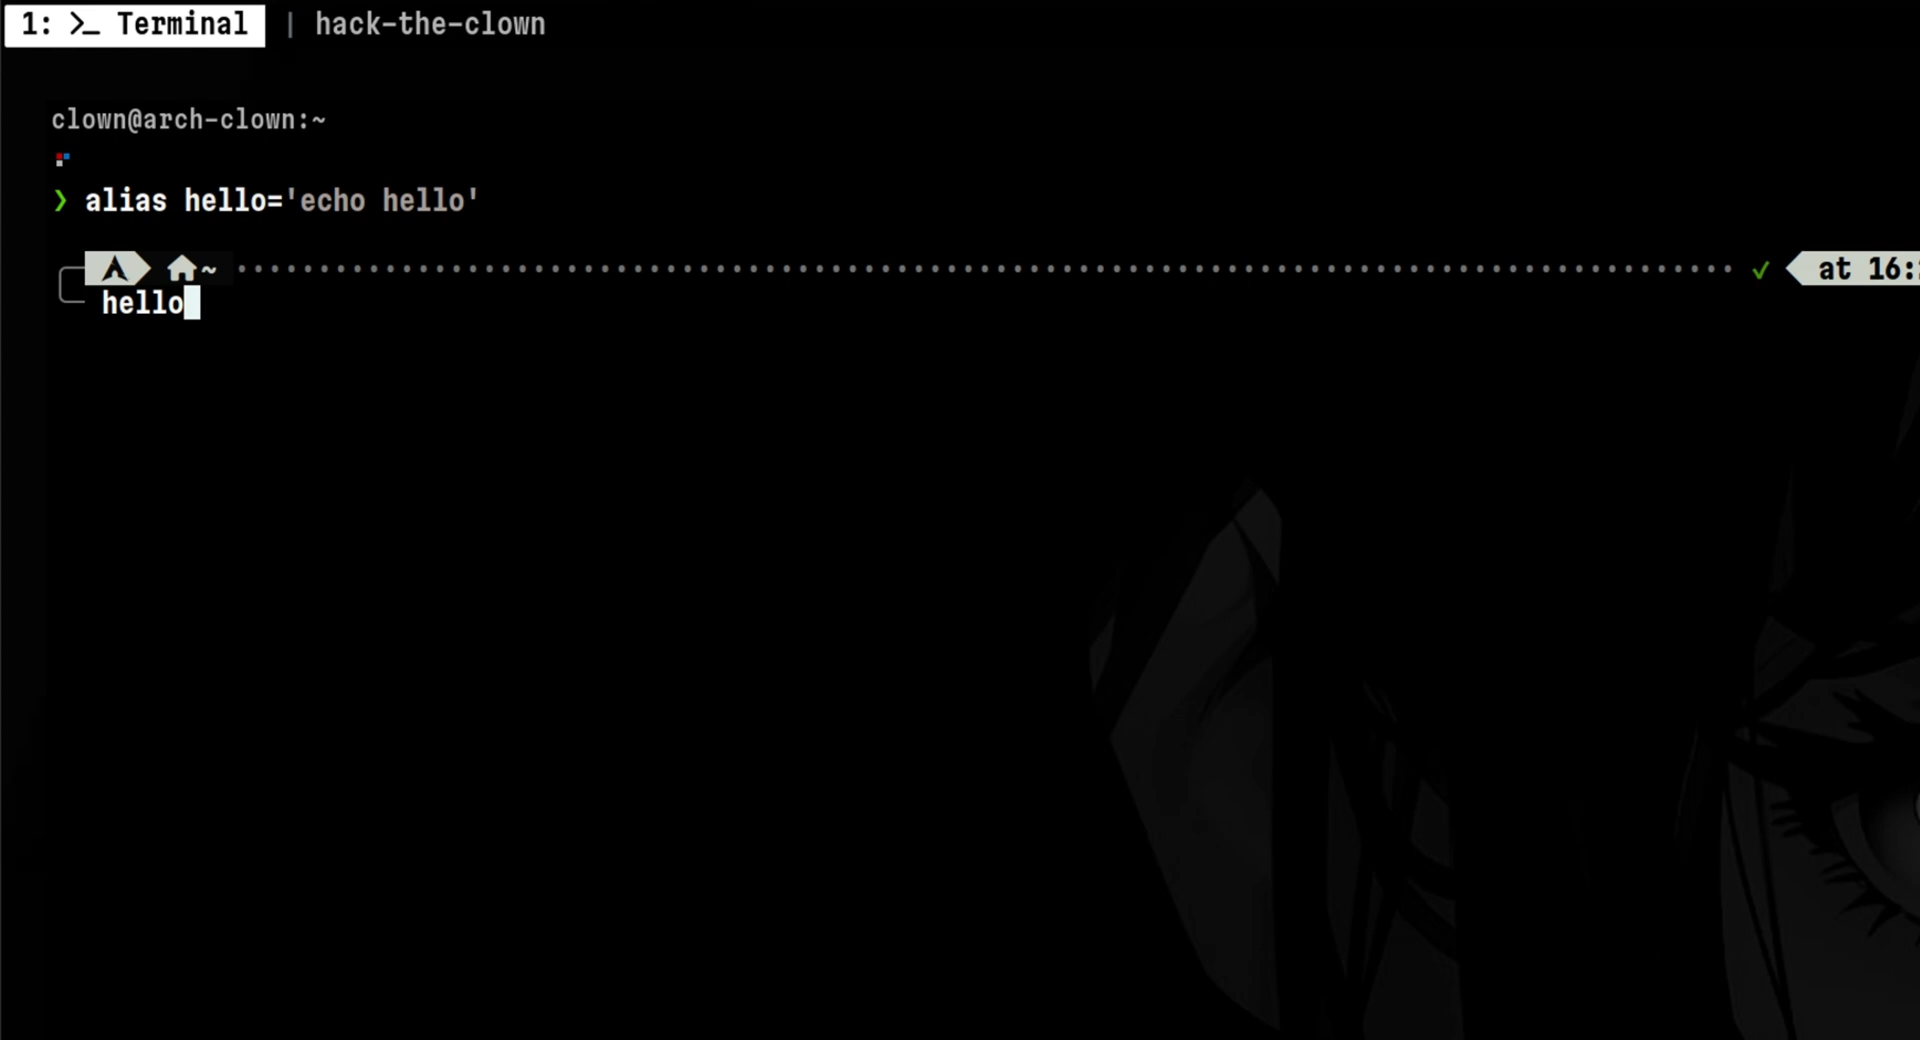 1: >_ Terminal | hack-the-clown
clown@arch-clown:~
❯ alias hello='echo hello'
~ ✓ at 16:
hello